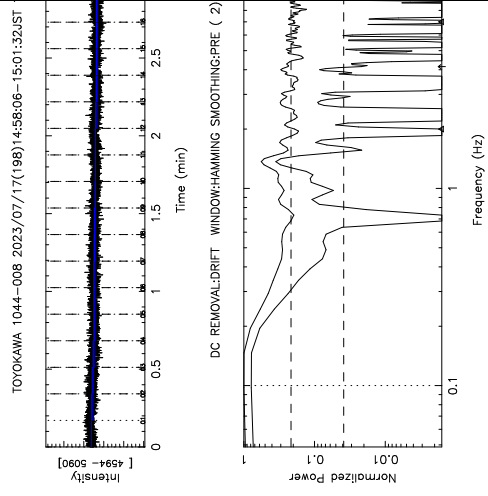 TOYOKAWA 1044-008 2023/07/17(198)14:58:06-15:01:32JST
Intensity
[ 4594- 5090]
0 0.5 1 1.5 2 2.5
Time (min)
DC REMOVAL:DRIFT WINDOW:HAMMING SMOOTHING:PRE ( 2)
Normalized Power
1 0.1 0.01
0.1 1
Frequency (Hz)